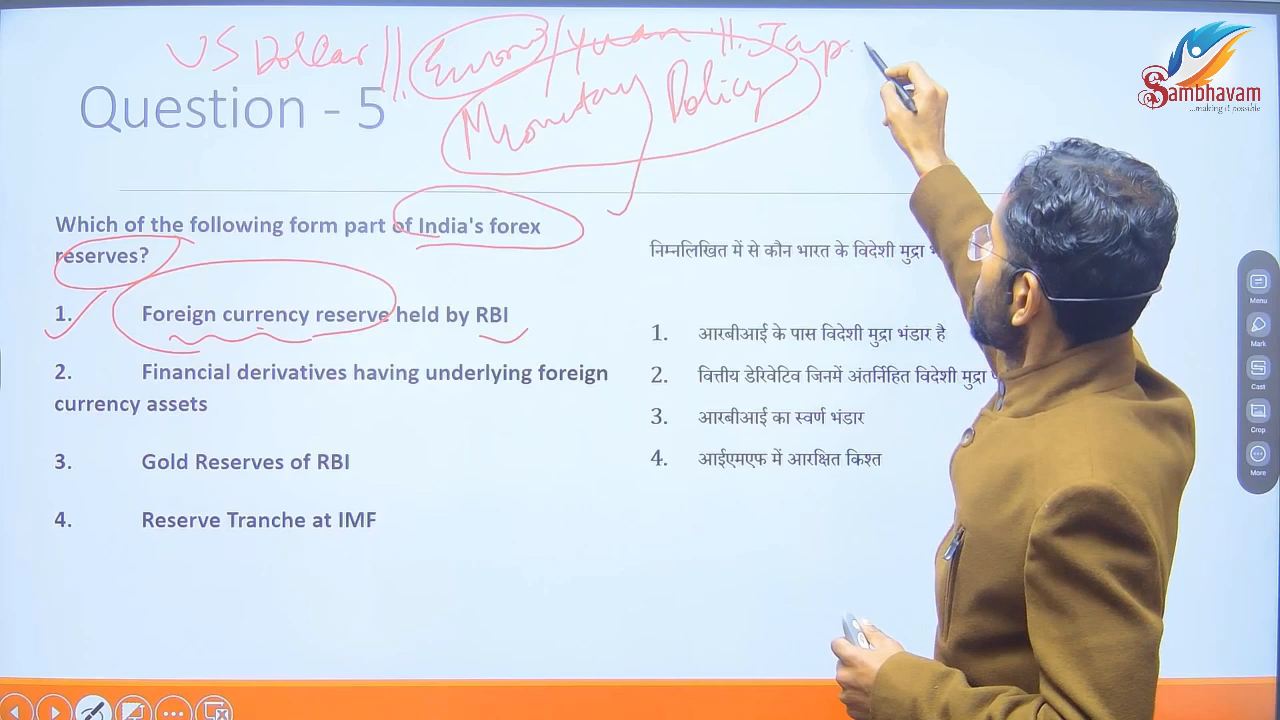 US Dollar || Euro / Yuan || Jap.
Monetary Policy
Sambhavam
...making it possible
Question - 5
Which of the following form part of India's forex
reserves?
1. Foreign currency reserve held by RBI
2. Financial derivatives having underlying foreign
currency assets
3. Gold Reserves of RBI
4. Reserve Tranche at IMF
निम्नलिखित में से कौन भारत के विदेशी मुद्रा
1. आरबीआई के पास विदेशी मुद्रा भंडार है
2. वित्तीय डेरिवेटिव जिनमें अंतर्निहित विदेशी मुद्रा
3. आरबीआई का स्वर्ण भंडार
4. आईएमएफ में आरक्षित किश्त
Menu
Mark
Cast
Crop
More